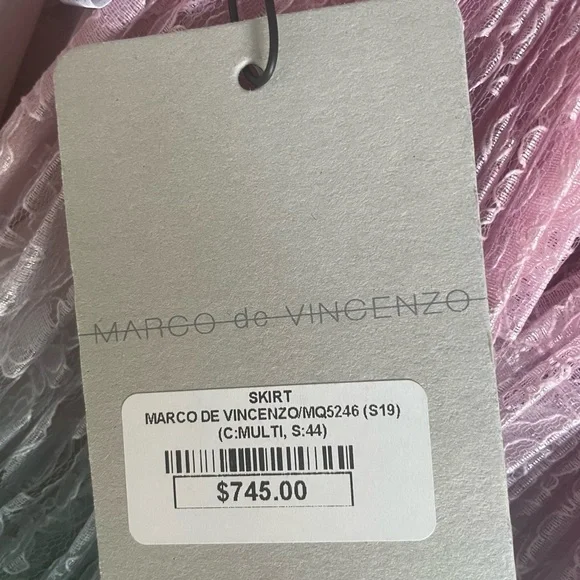 MARCO de VINCENZO
SKIRT
MARCO DE VINCENZO/MQ5246 (S19)
(C:MULTI, S:44)
$745.00